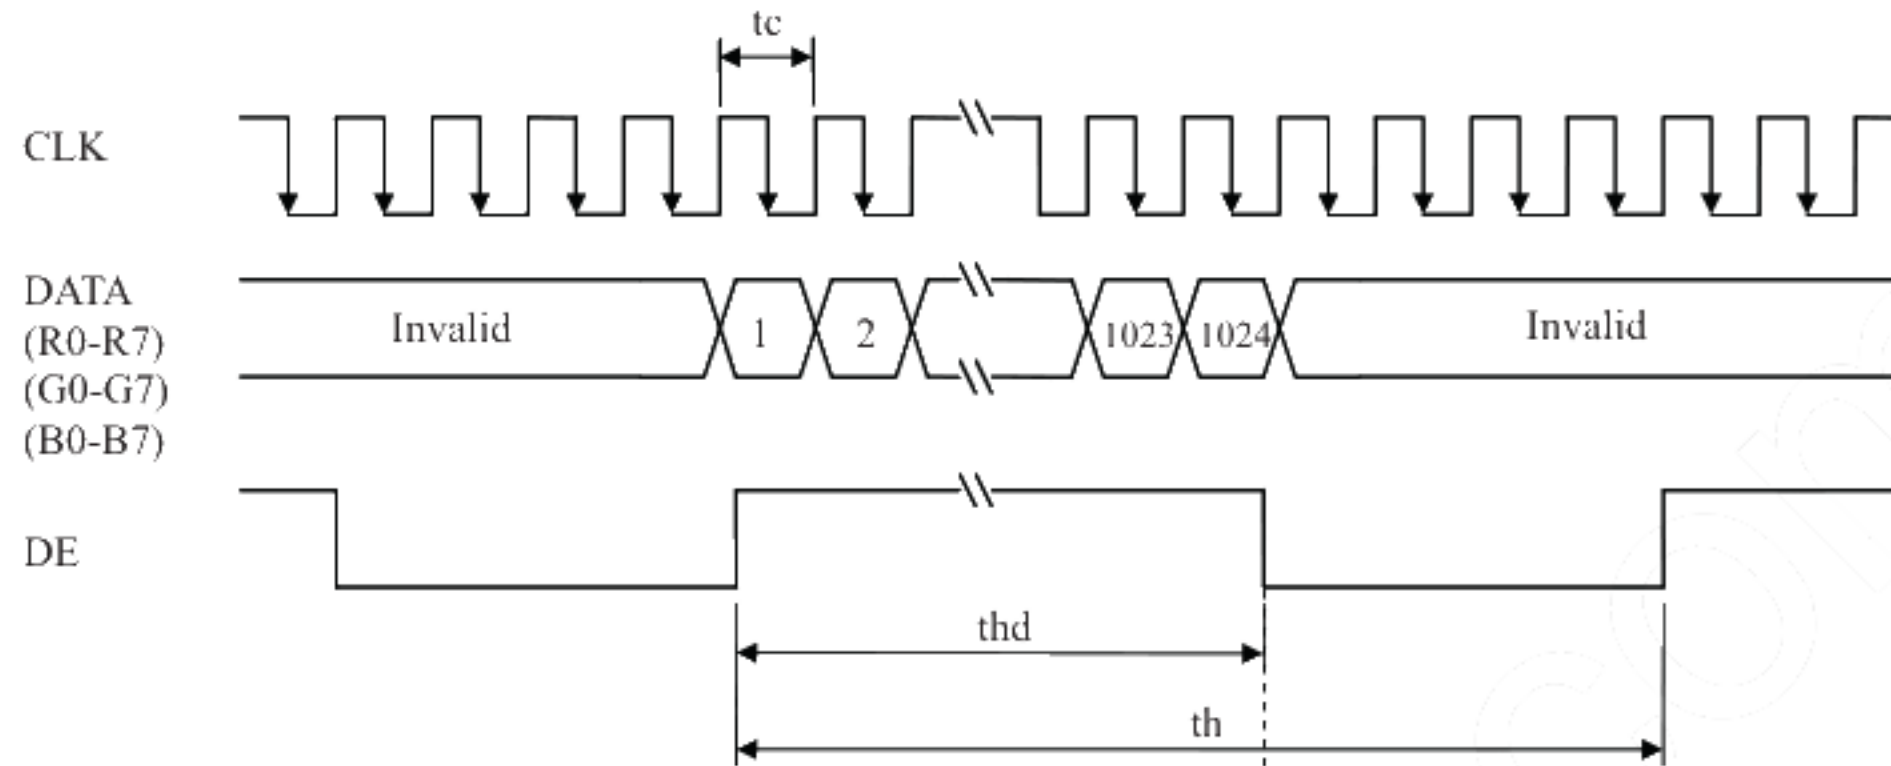 tc
CLK
DATA
(R0-R7)
(G0-G7)
(B0-B7)
Invalid
1
2
1023
1024
Invalid
DE
thd
th